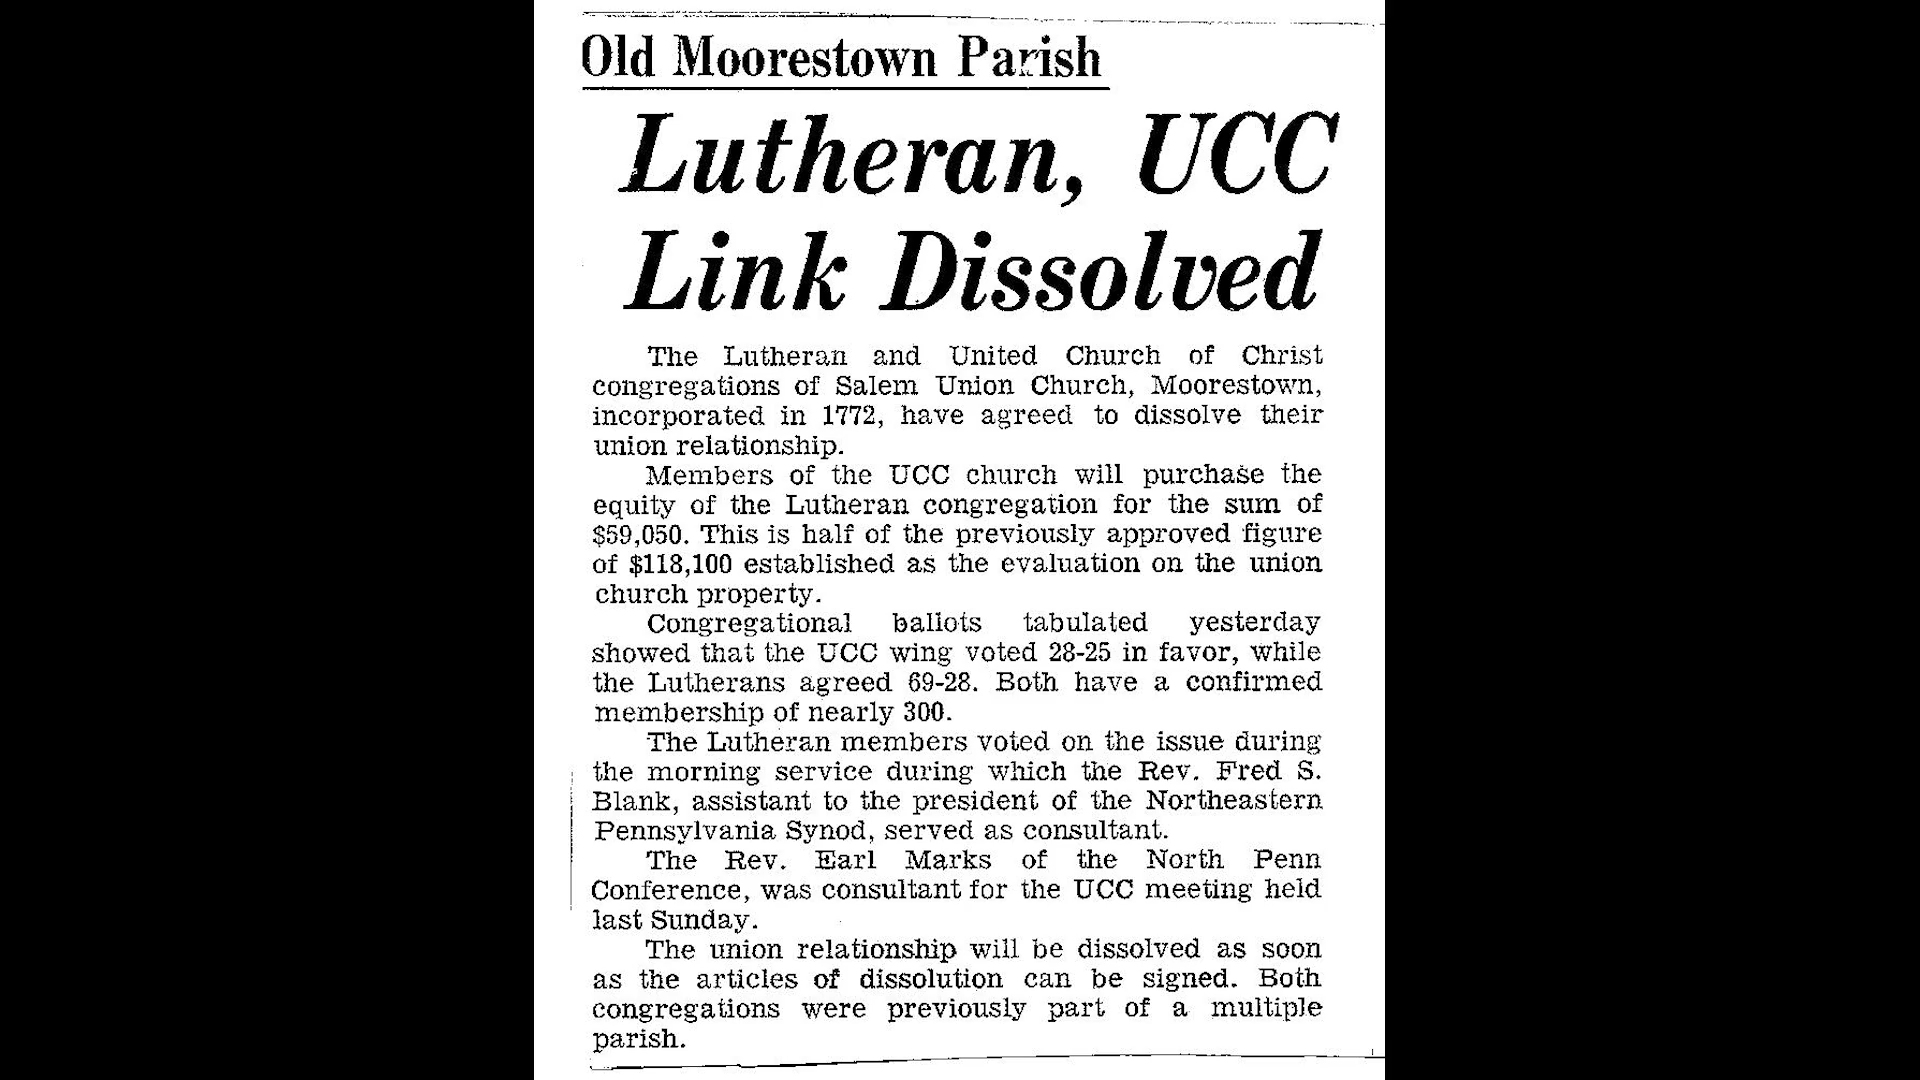 Old Moorestown Parish
Lutheran, UCC
Link Dissolved
The Lutheran and United Church of Christ
congregations of Salem Union Church, Moorestown,
incorporated in 1772, have agreed to dissolve their
union relationship.
Members of the UCC church will purchase the
equity of the Lutheran congregation for the sum of
$59,050. This is half of the previously approved figure
of $118,100 established as the evaluation on the union
church property.
Congregational ballots tabulated yesterday
showed that the UCC wing voted 28-25 in favor, while
the Lutherans agreed 69-28. Both have a confirmed
membership of nearly 300.
The Lutheran members voted on the issue during
the morning service during which the Rev. Fred S.
Blank, assistant to the president of the Northeastern
Pennsylvania Synod, served as consultant.
The Rev. Earl Marks of the North Penn
Conference, was consultant for the UCC meeting held
last Sunday.
The union relationship will be dissolved as soon
as the articles of dissolution can be signed. Both
congregations were previously part of a multiple
parish.